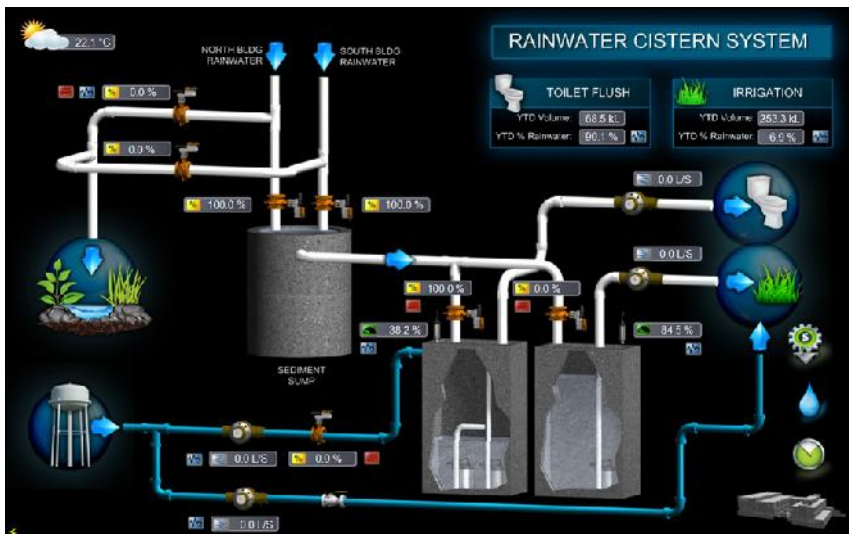 22.1 °C
NORTH BLDG
RAINWATER
SOUTH BLDG
RAINWATER
RAINWATER CISTERN SYSTEM
TOILET FLUSH
YTD Volume: 68.5 kL
YTD % Rainwater: 90.1 %
IRRIGATION
YTD Volume: 253.3 kL
YTD % Rainwater: 6.9 %
% 0.0 %
% 0.0 %
% 100.0 %
% 100.0 %
0.0 L/S
0.0 L/S
% 100.0 %
% 0.0 %
38.2 %
84.5 %
SEDIMENT
SUMP
S
0.0 L/S
% 0.0 %
0.0 L/S